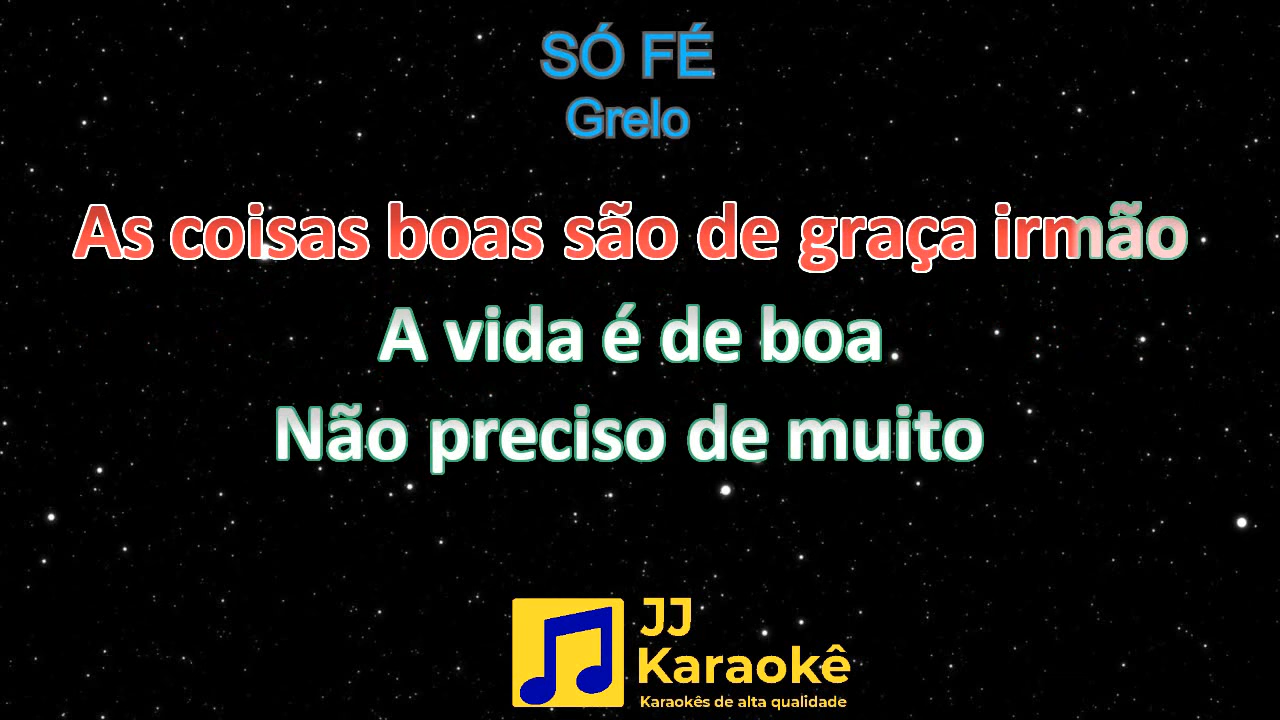 SÓ FÉ
Grelo
As coisas boas são de graça irmão
A vida é de boa
Não preciso de muito
JJ
Karaokê
Karaokês de alta qualidade